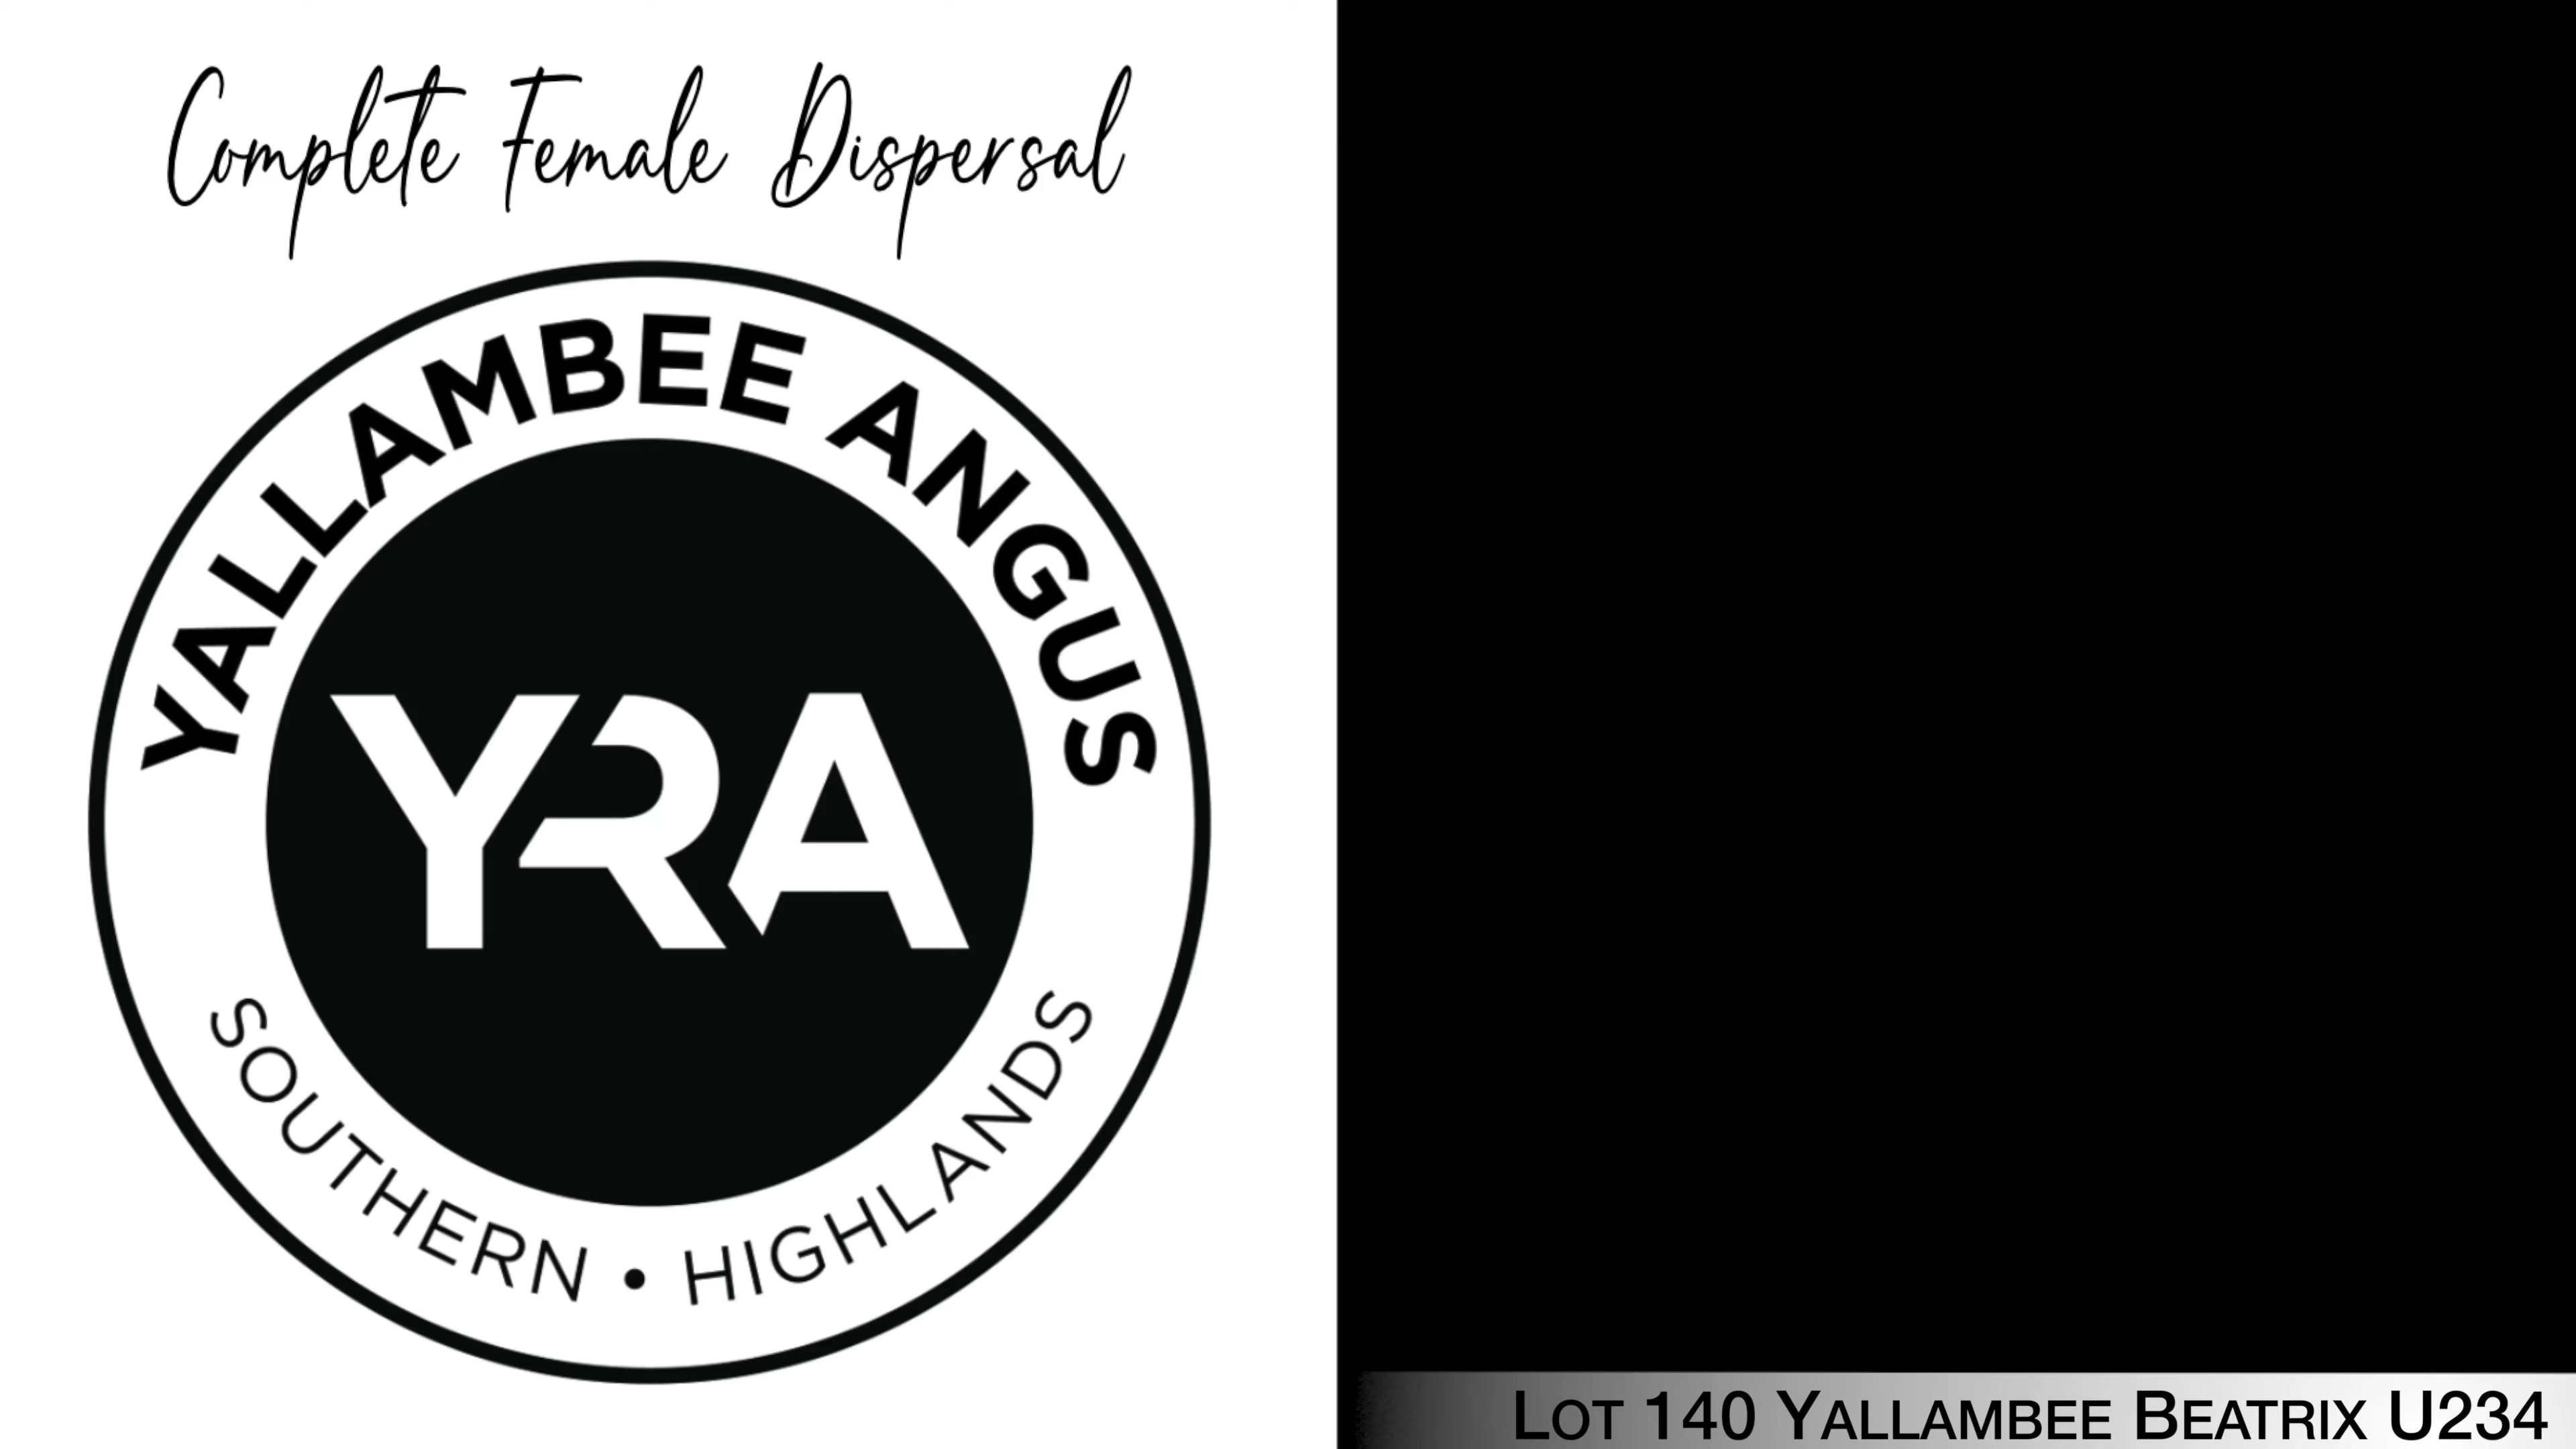 Complete Female Dispersal
YALLAMBEE ANGUS
YRA
SOUTHERN • HIGHLANDS
LOT 140 YALLAMBEE BEATRIX U234